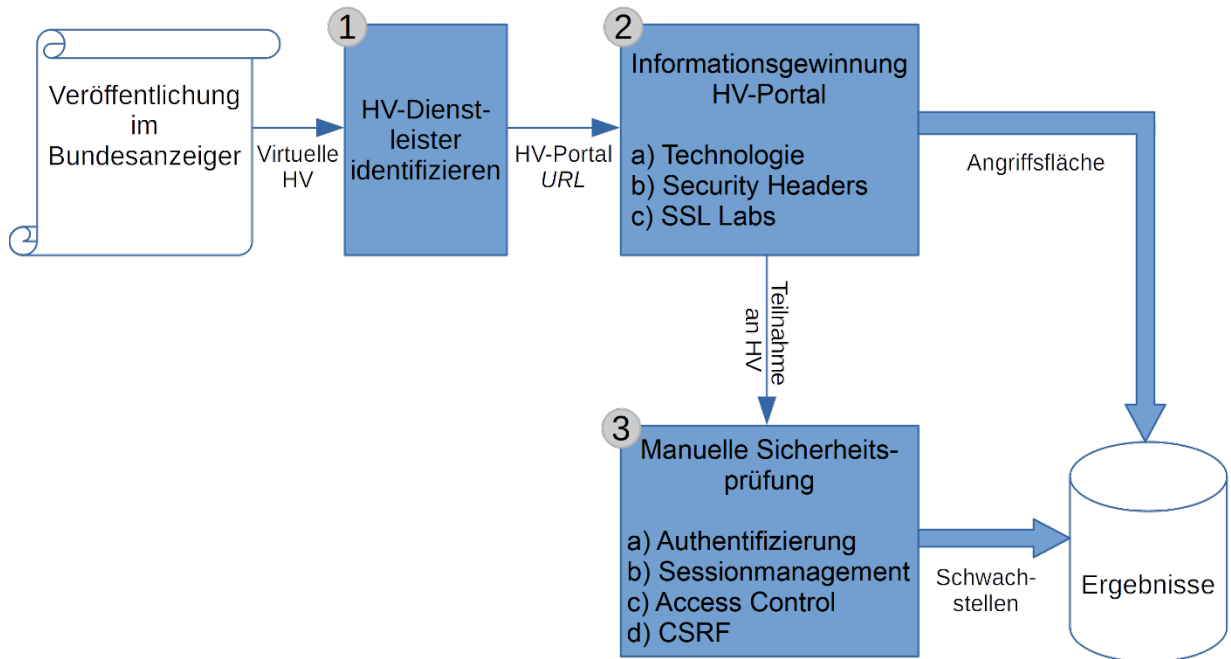 Veröffentlichung
im
Bundesanzeiger
Virtuelle
HV
1
HV-Dienst-
leister
identifizieren
HV-Portal
URL
2
Informationsgewinnung
HV-Portal
a) Technologie
b) Security Headers
c) SSL Labs
Angriffsfläche
Teilnahme
an HV
3
Manuelle Sicherheits-
prüfung
a) Authentifizierung
b) Sessionmanagement
c) Access Control
d) CSRF
Schwach-
stellen
Ergebnisse